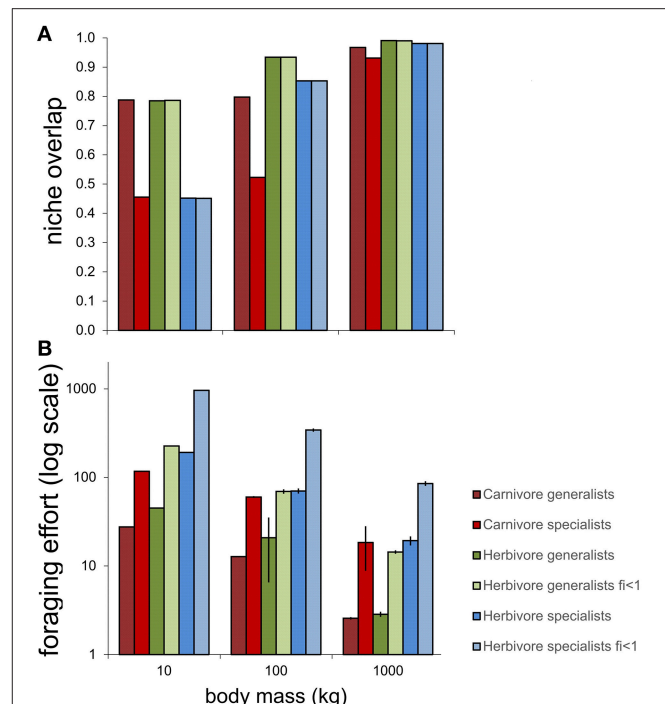 A
niche overlap
1.0
0.9
0.8
0.7
0.6
0.5
0.4
0.3
0.2
0.1
0.0
B
foraging effort (log scale)
1000
100
10
1
10 100 1000
body mass (kg)
Carnivore generalists
Carnivore specialists
Herbivore generalists
Herbivore generalists fi<1
Herbivore specialists
Herbivore specialists fi<1